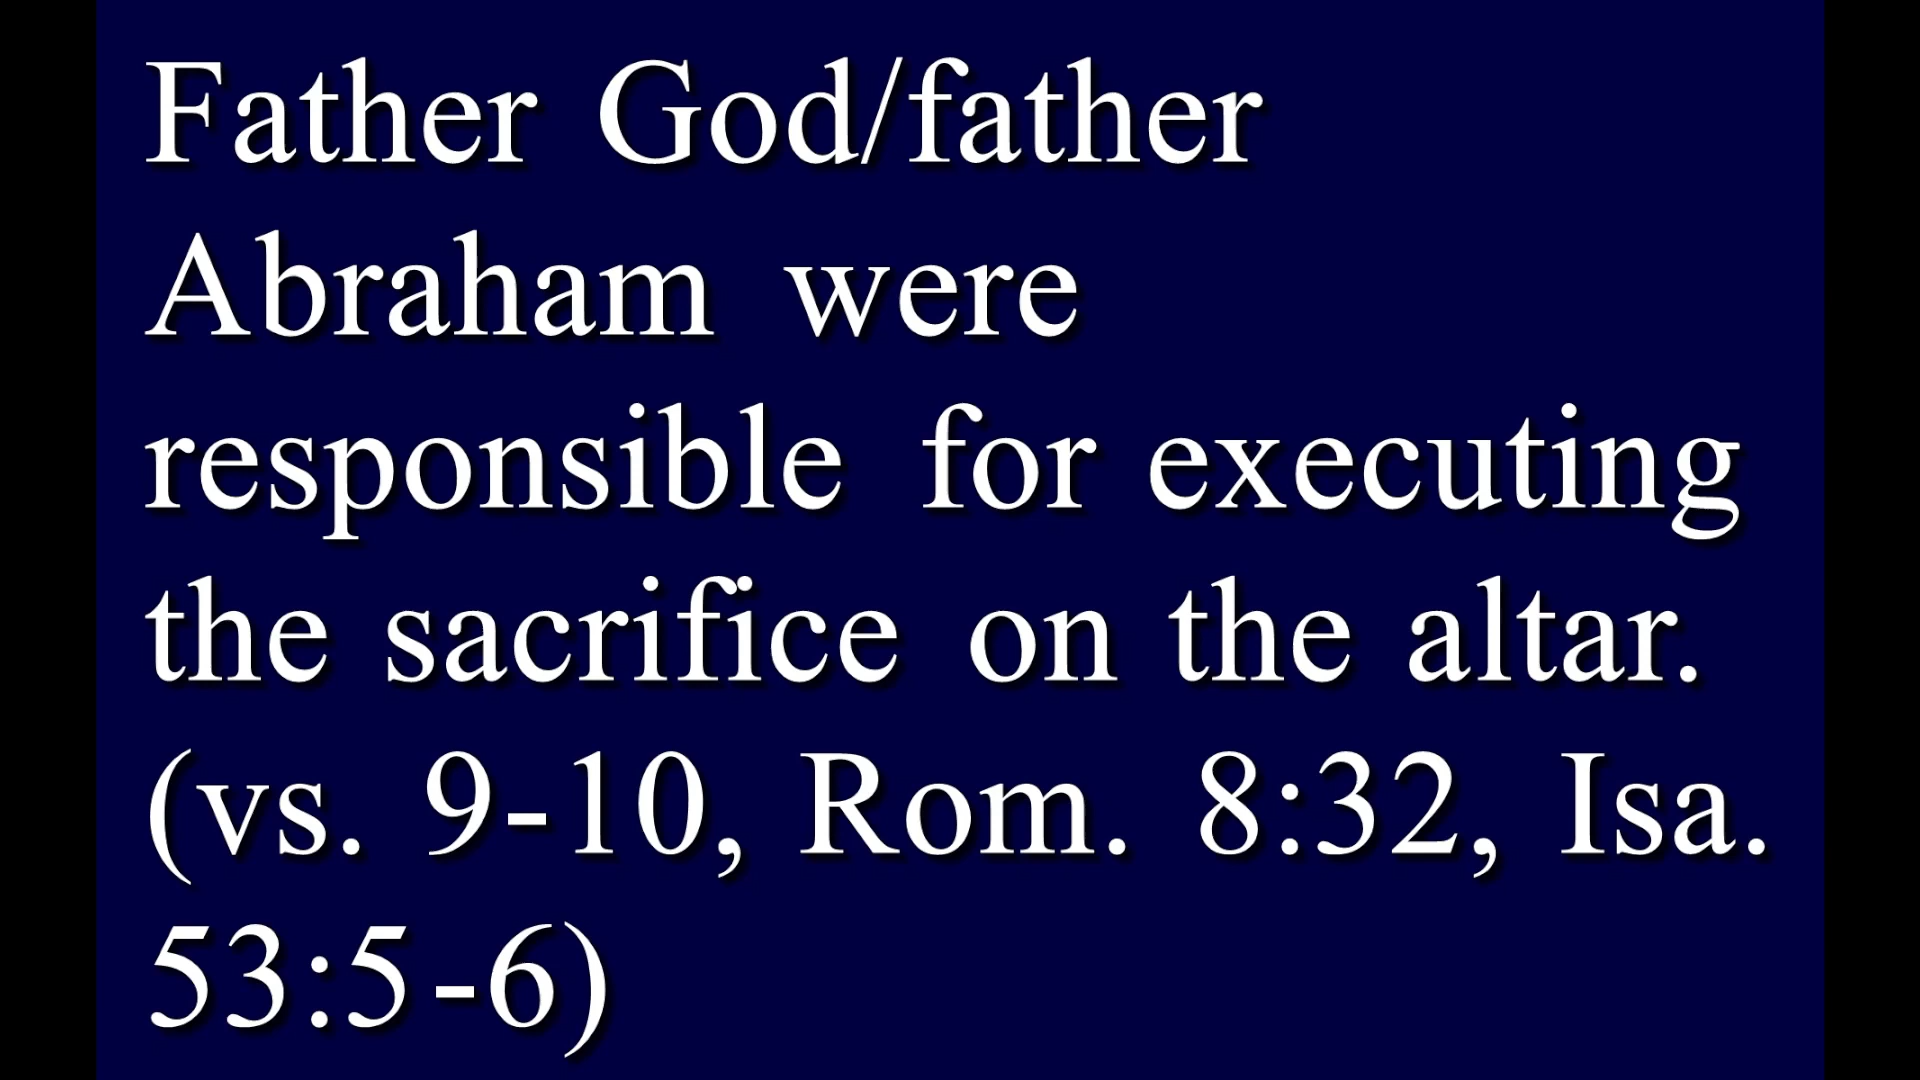 Father God/father
Abraham were
responsible for executing
the sacrifice on the altar.
(vs. 9-10, Rom. 8:32, Isa.
53:5-6)